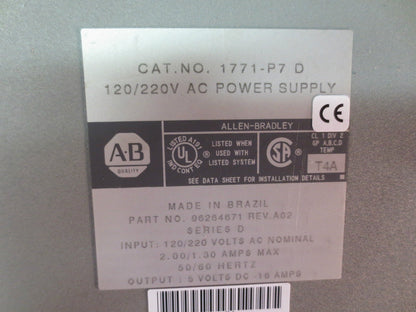 CAT.NO. 1771-P7 D
120/220V AC POWER SUPPLY
CE
ALLEN-BRADLEY
A-B
QUALITY
LISTED A191
UL
IND CONT EQ
LISTED WHEN
USED WITH
LISTED SYSTEM
SA
CL 1 DIV 2
GP A,B,C,D
TEMP
T4A
SEE DATA SHEET FOR INSTALLATION DETAILS
MADE IN BRAZIL
PART NO. 96264671 REV.A02
SERIES D
INPUT: 120/220 VOLTS AC NOMINAL
2.00/1.30 AMPS MAX
50/60 HERTZ
OUTPUT : 5 VOLTS DC -16 AMPS